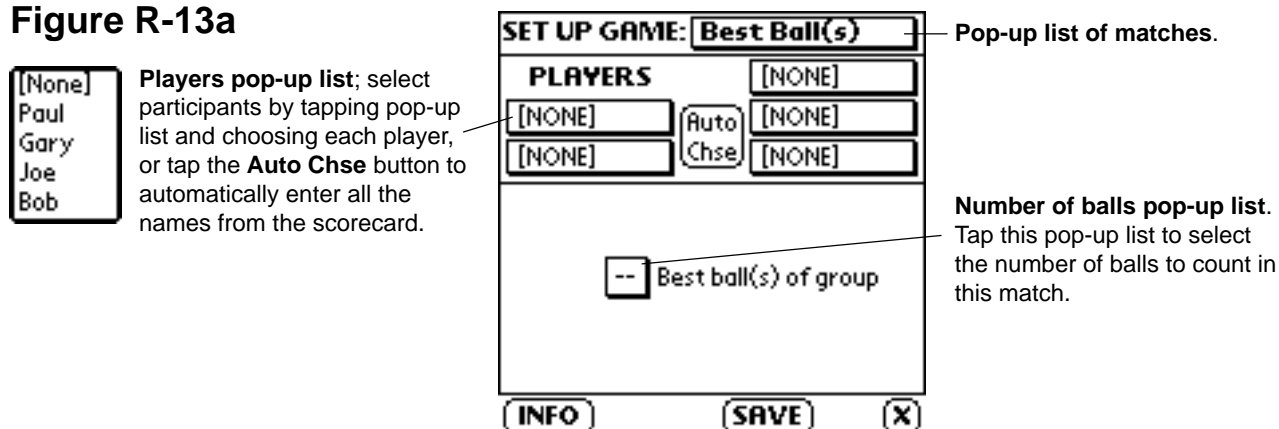 Figure R-13a
[None]
Paul
Gary
Joe
Bob
Players pop-up list; select
participants by tapping pop-up
list and choosing each player,
or tap the Auto Chse button to
automatically enter all the
names from the scorecard.
SET UP GAME: Best Ball(s)
PLAYERS
[NONE]
[NONE]
Auto
Chse
[NONE]
[NONE]
[NONE]
-- Best ball(s) of group
INFO
SAVE
X
Pop-up list of matches.
Number of balls pop-up list.
Tap this pop-up list to select
the number of balls to count in
this match.